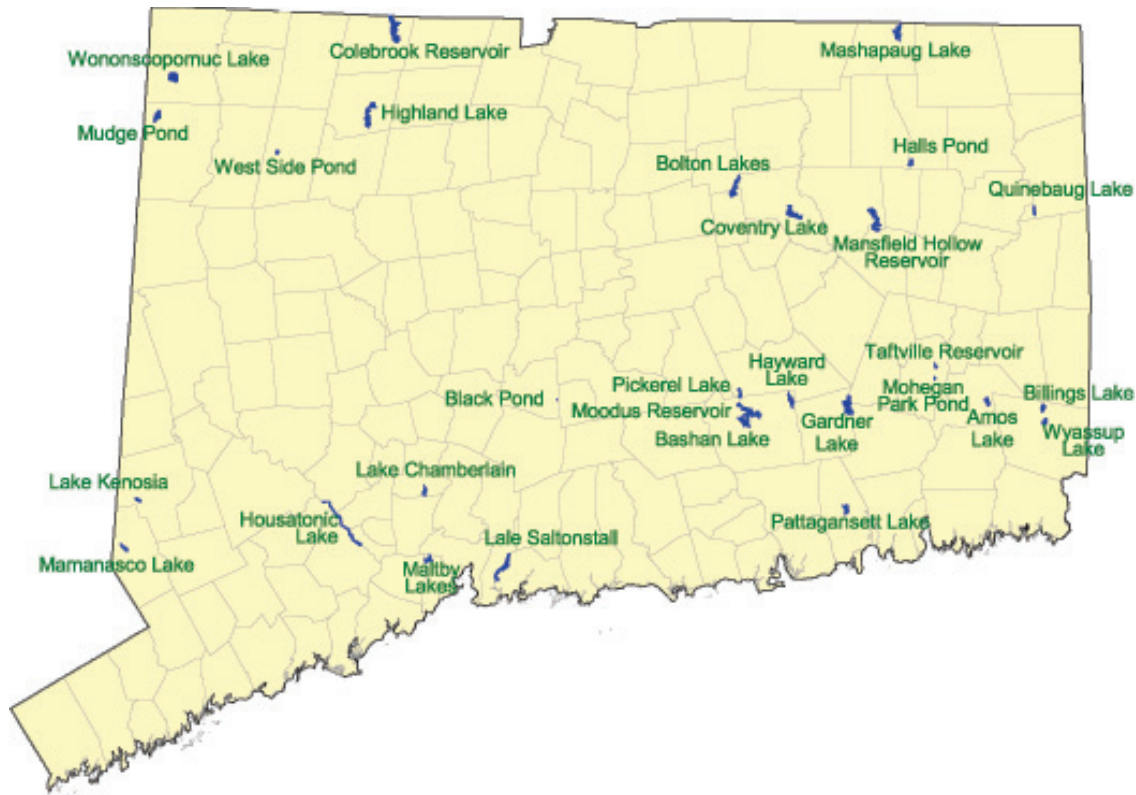 Colebrook Reservoir
Mashapaug Lake
Wononscopomuc Lake
Highland Lake
Mudge Pond
West Side Pond
Halls Pond
Bolton Lakes
Quinebaug Lake
Coventry Lake
Mansfield Hollow
Reservoir
Taftville Reservoir
Hayward
Lake
Pickerel Lake
Black Pond
Moodus Reservoir
Bashan Lake
Gardner
Lake
Mohegan
Park Pond
Amos
Lake
Billings Lake
Wyassup
Lake
Lake Chamberlain
Lake Kenosia
Housatonic
Lake
Lale Saltonstall
Pattagansett Lake
Mamanasco Lake
Maltby
Lakes